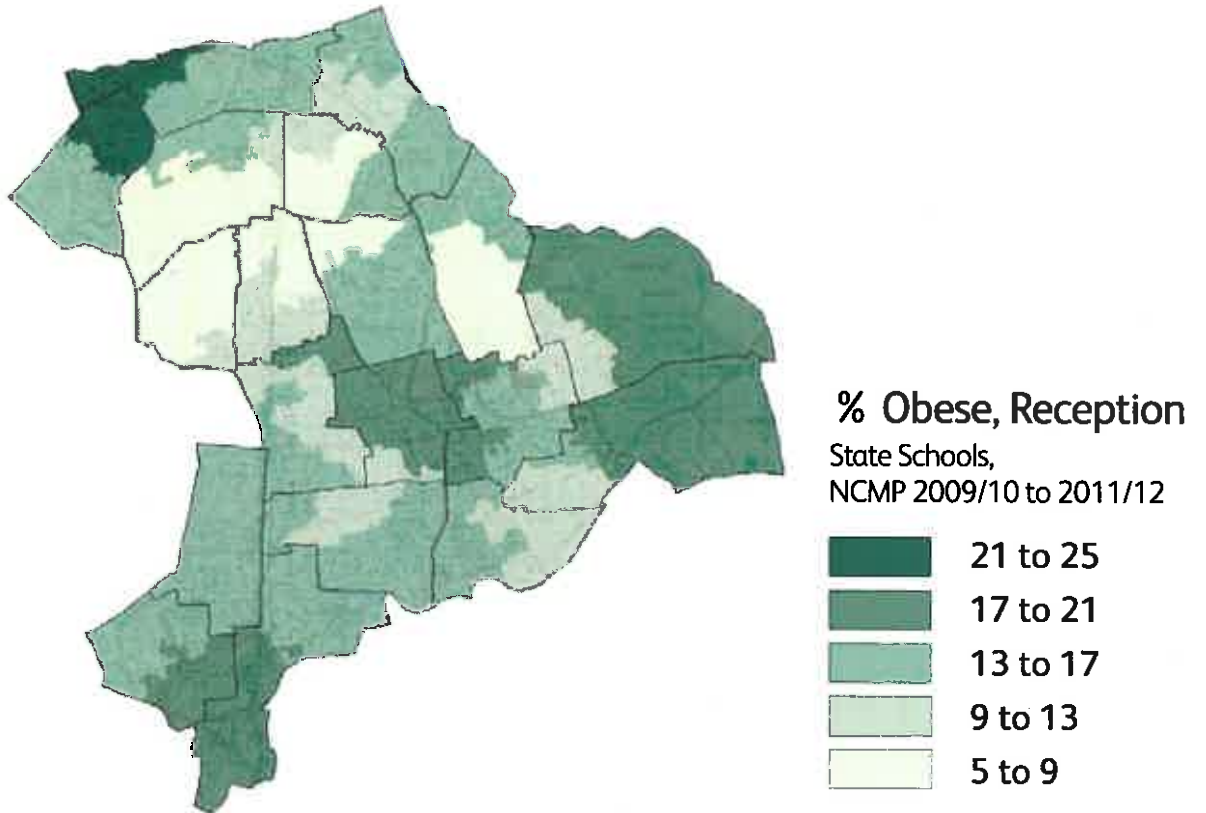 % Obese, Reception
State Schools,
NCMP 2009/10 to 2011/12
21 to 25
17 to 21
13 to 17
9 to 13
5 to 9